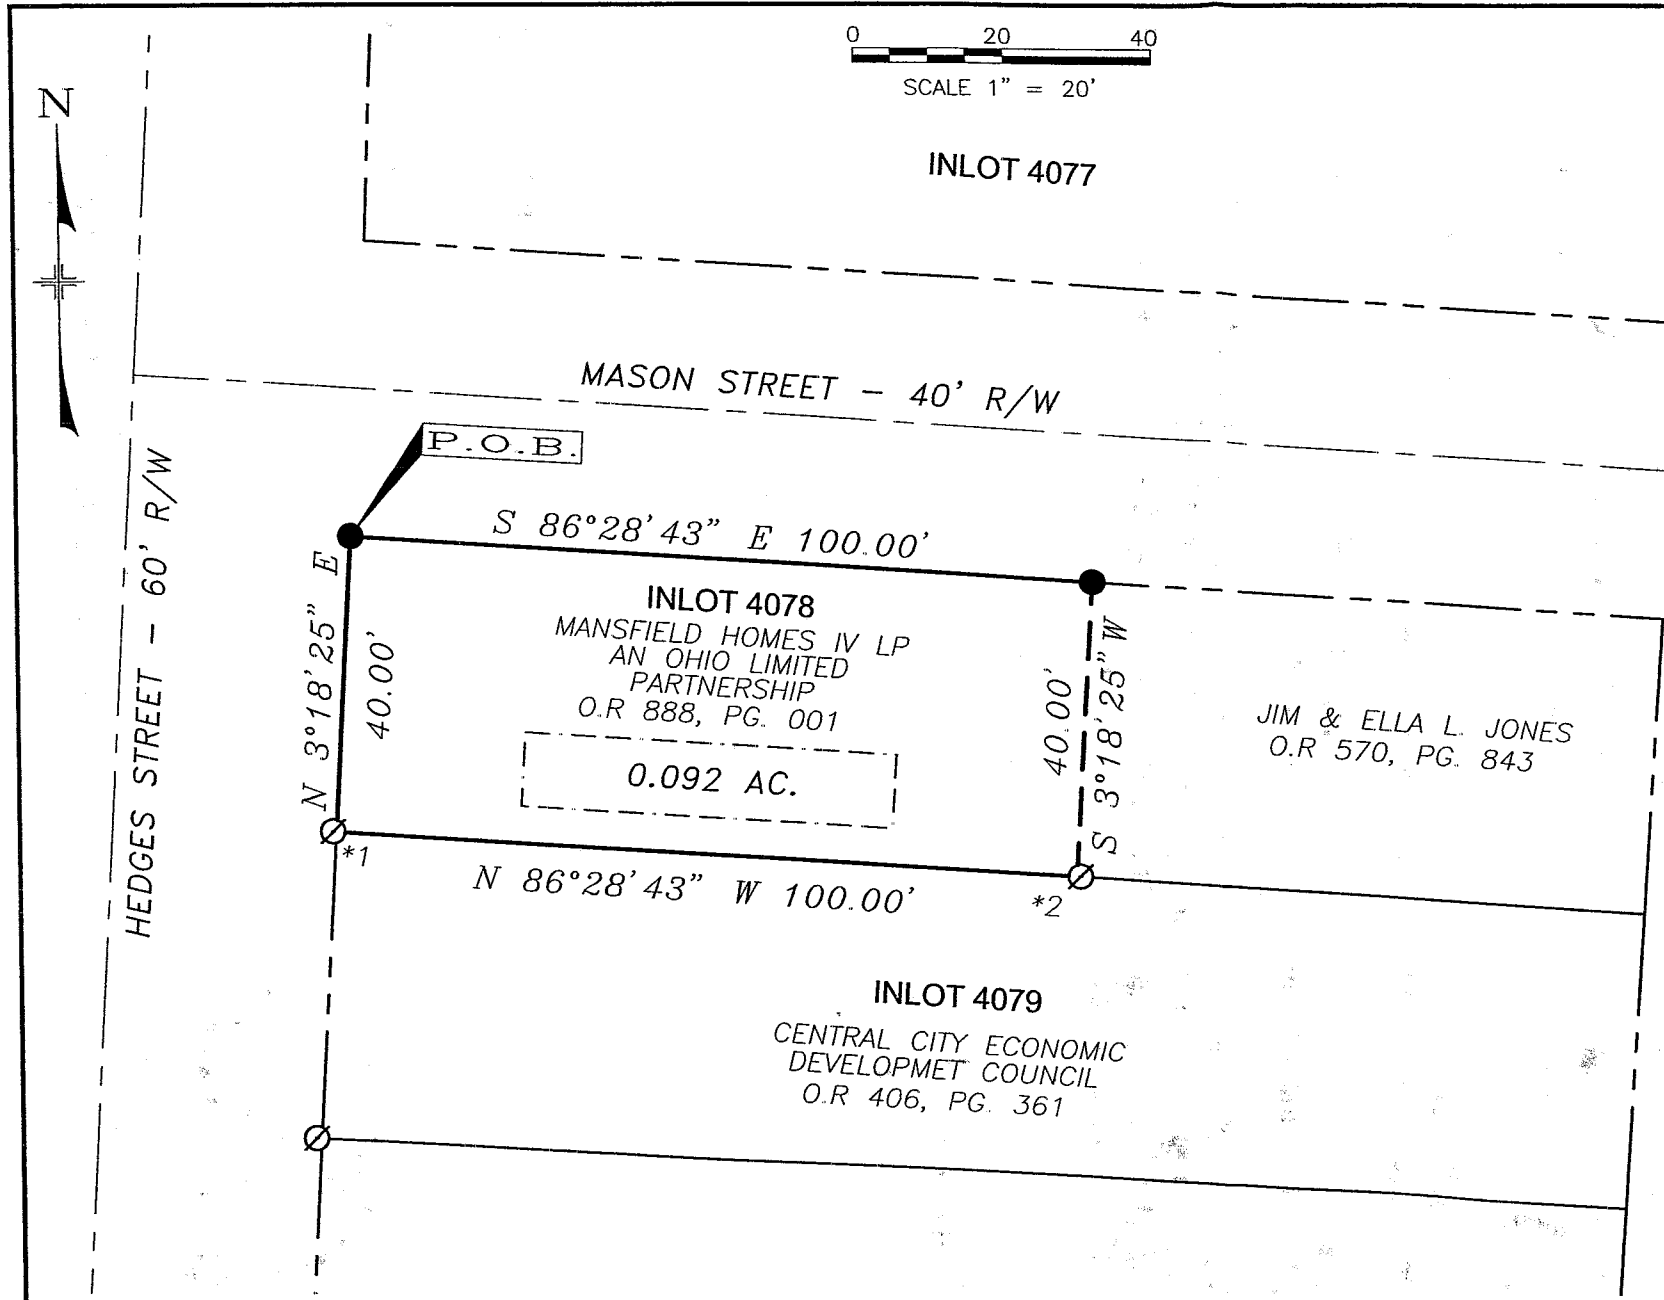 0 20 40
SCALE 1" = 20'
N
INLOT 4077
MASON STREET - 40' R/W
P.O.B.
HEDGES STREET - 60' R/W
S 86°28'43" E 100.00'
N 3°18'25" E
40.00'
INLOT 4078
MANSFIELD HOMES IV LP
AN OHIO LIMITED
PARTNERSHIP
O.R 888, PG. 001
0.092 AC.
40.00'
S 3°18'25" W
JIM & ELLA L. JONES
O.R 570, PG. 843
*1
N 86°28'43" W 100.00'
*2
INLOT 4079
CENTRAL CITY ECONOMIC
DEVELOPMET COUNCIL
O.R 406, PG. 361